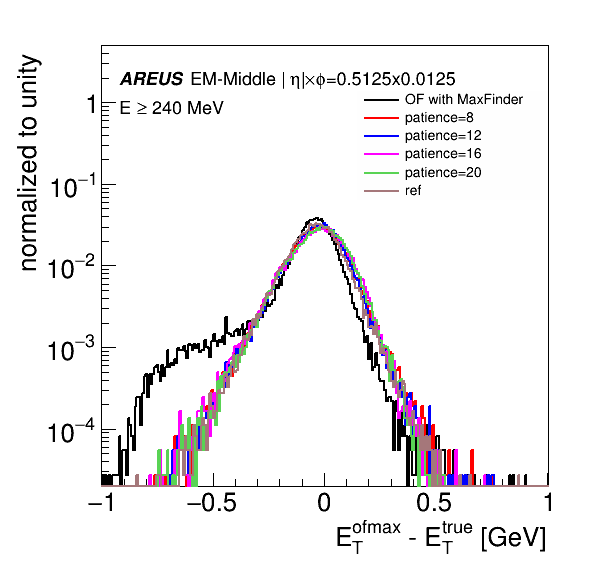 AREUS EM-Middle | η|×ϕ=0.5125x0.0125
E ≥ 240 MeV
OF with MaxFinder
patience=8
patience=12
patience=16
patience=20
ref
normalized to unity
1
10⁻¹
10⁻²
10⁻³
10⁻⁴
−1 −0.5 0 0.5 1
E_T^ofmax - E_T^true [GeV]